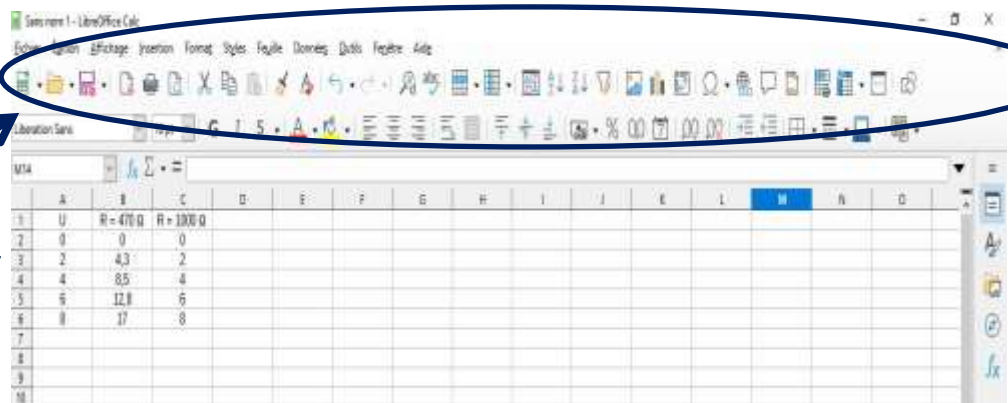 Sans nom 1 - LibreOffice Calc
Affichage Insertion Format Styles Feuille Données Outils Fenêtre Aide
Liberation Sans G I S
M14
A B C D E F G H I J K L M N O
1 U R = 470 Ω R = 1000 Ω
2 0 0 0
3 2 4,3 2
4 4 8,5 4
5 6 12,8 6
6 8 17 8
7
8
9
10